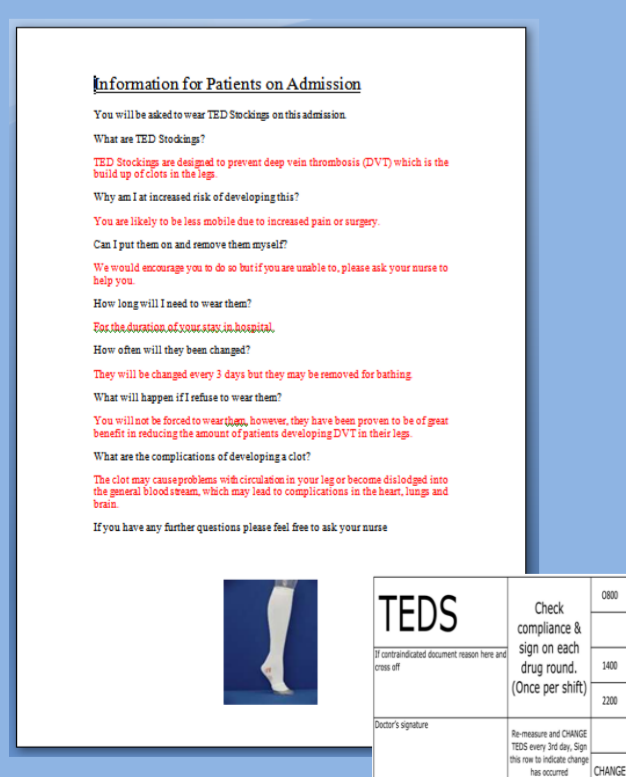 Information for Patients on Admission
You will be asked to wear TED Stockings on this admission.
What are TED Stockings?
TED Stockings are designed to prevent deep vein thrombosis (DVT) which is the
build up of clots in the legs.
Why am I at increased risk of developing this?
You are likely to be less mobile due to increased pain or surgery.
Can I put them on and remove them myself?
We would encourage you to do so but if you are unable to, please ask your nurse to
help you.
How long will I need to wear them?
For the duration of your stay in hospital.
How often will they been changed?
They will be changed every 3 days but they may be removed for bathing.
What will happen if I refuse to wear them?
You will not be forced to wear them, however, they have been proven to be of great
benefit in reducing the amount of patients developing DVT in their legs.
What are the complications of developing a clot?
The clot may cause problems with circulation in your leg or become dislodged into
the general blood stream, which may lead to complications in the heart, lungs and
brain.
If you have any further questions please feel free to ask your nurse
TEDS
If contraindicated document reason here and
cross off
Doctor's signature
Check
compliance &
sign on each
drug round.
(Once per shift)
Re-measure and CHANGE
TEDS every 3rd day, Sign
this row to indicate change
has occurred
0800
1400
2200
CHANGE